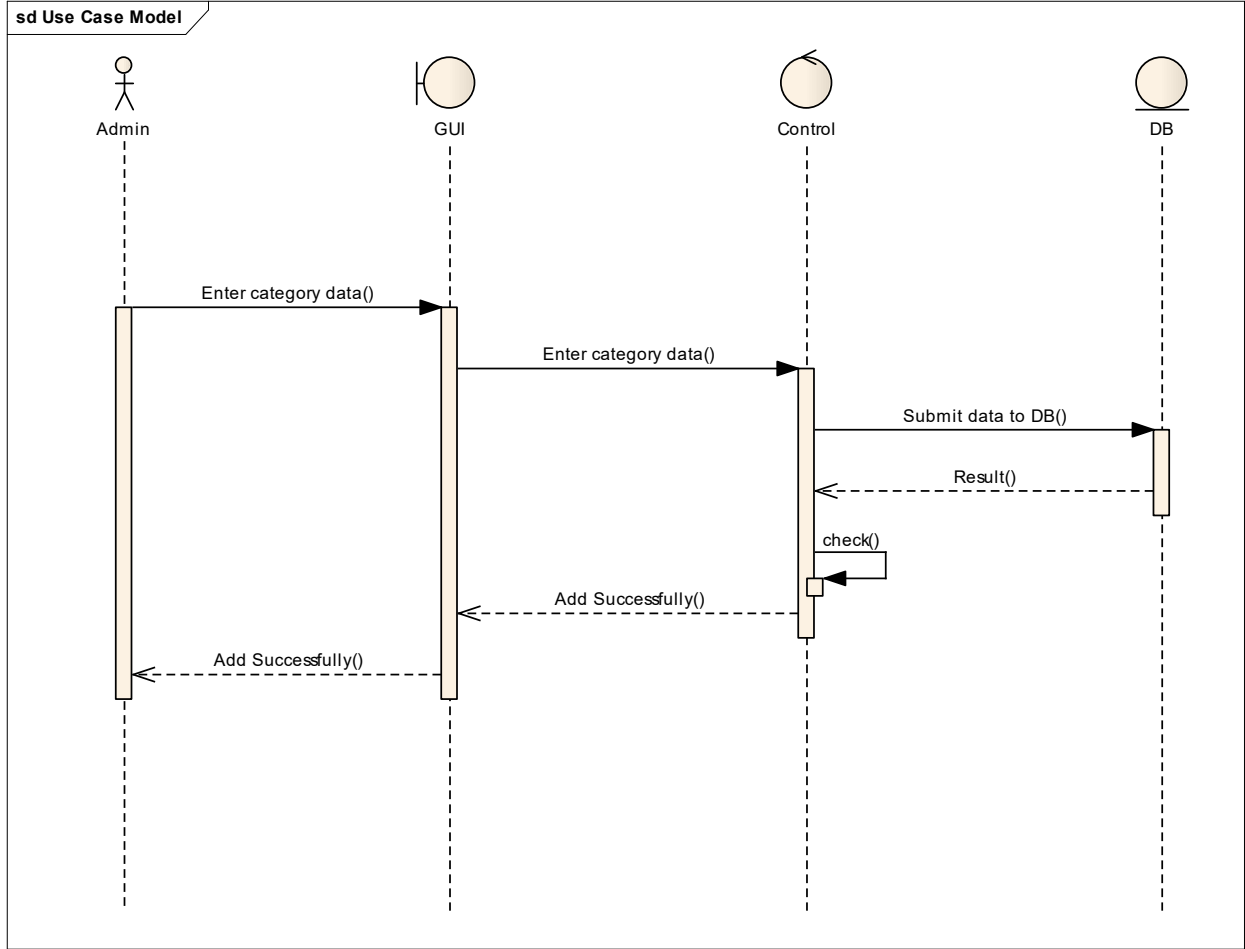 sd Use Case Model
Admin
GUI
Control
DB
Enter category data()
Enter category data()
Submit data to DB()
Result()
check()
Add Successfully()
Add Successfully()